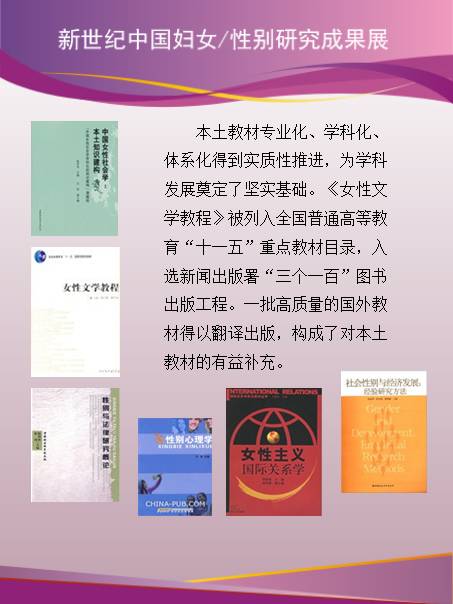 新世纪中国妇女/性别研究成果展
本土教材专业化、学科化、
体系化得到实质性推进，为学科
发展奠定了坚实基础。《女性文
学教程》被列入全国普通高等教
育“十一五”重点教材目录，入
选新闻出版署“三个一百”图书
出版工程。一批高质量的国外教
材得以翻译出版，构成了对本土
教材的有益补充。
中国女性社会学：
本土知识建构
女性文学教程
性别与法律研究概论
性别心理学
XINGBIE XINLIXUE
CHINA-PUB.COM
INTERNATIONAL RELATIONS
女性主义
国际关系学
社会性别与经济发展：
经验研究方法
Gender
and
Development
Empirical
Research
Methods